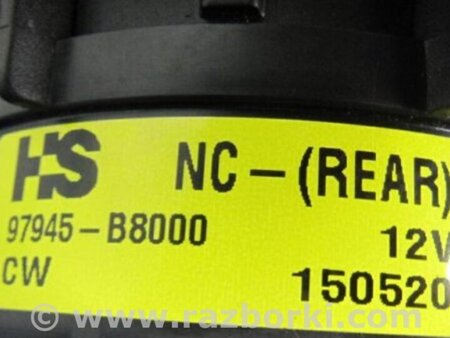 HS NC-(REAR)
97945-B8000 12V
CW 150520
© www.razborki.com